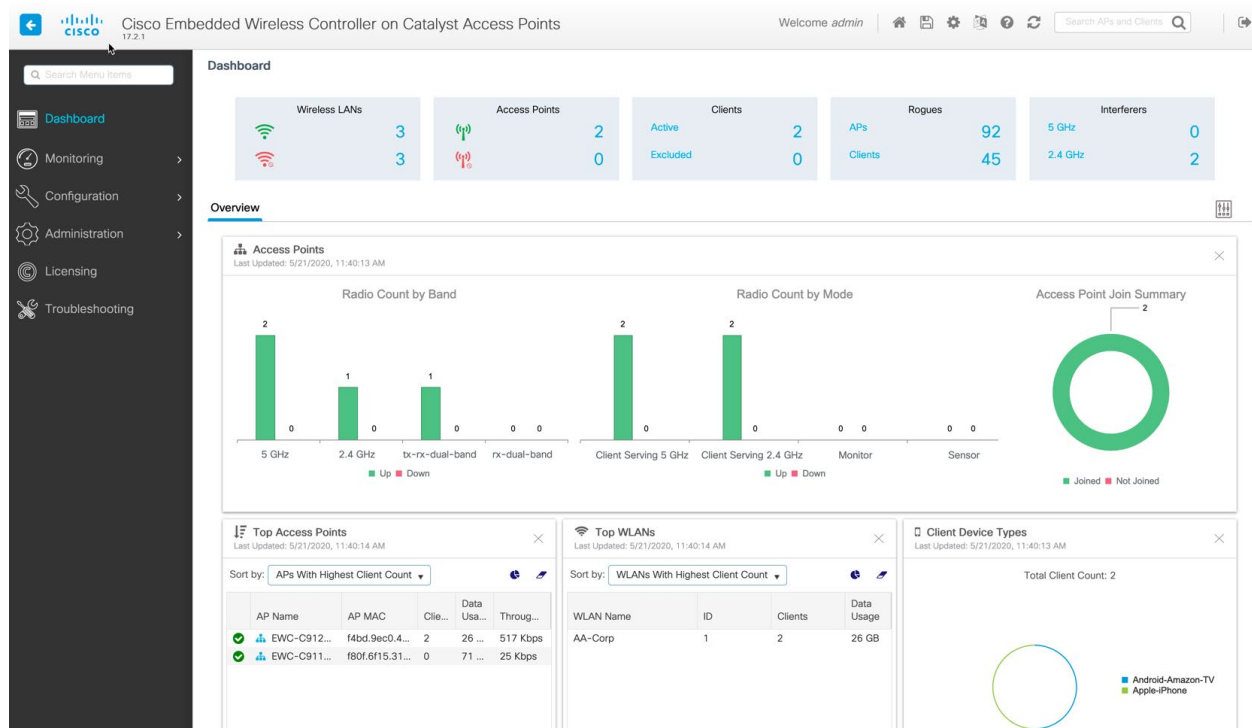 CISCO
Cisco Embedded Wireless Controller on Catalyst Access Points
17.2.1
Welcome admin
Search APs and Clients
Search Menu Items
Dashboard
Monitoring
Configuration
Administration
Licensing
Troubleshooting
Dashboard
Wireless LANs
3
3
Access Points
2
0
Clients
Active 2
Excluded 0
Rogues
APs 92
Clients 45
Interferers
5 GHz 0
2.4 GHz 2
Overview
Access Points
Last Updated: 5/21/2020, 11:40:13 AM
Radio Count by Band
2 0 1 0 1 0 0 0
5 GHz 2.4 GHz tx-rx-dual-band rx-dual-band
Up Down
Radio Count by Mode
2 0 2 0 0 0 0 0
Client Serving 5 GHz Client Serving 2.4 GHz Monitor Sensor
Up Down
Access Point Join Summary
2
Joined Not Joined
Top Access Points
Last Updated: 5/21/2020, 11:40:14 AM
Sort by: APs With Highest Client Count
AP Name AP MAC Clie... Data Usa... Throug...
EWC-C912... f4bd.9ec0.4... 2 26 ... 517 Kbps
EWC-C911... f80f.6f15.31... 0 71 ... 25 Kbps
Top WLANs
Last Updated: 5/21/2020, 11:40:14 AM
Sort by: WLANs With Highest Client Count
WLAN Name ID Clients Data Usage
AA-Corp 1 2 26 GB
Client Device Types
Last Updated: 5/21/2020, 11:40:13 AM
Total Client Count: 2
Android-Amazon-TV
Apple-iPhone